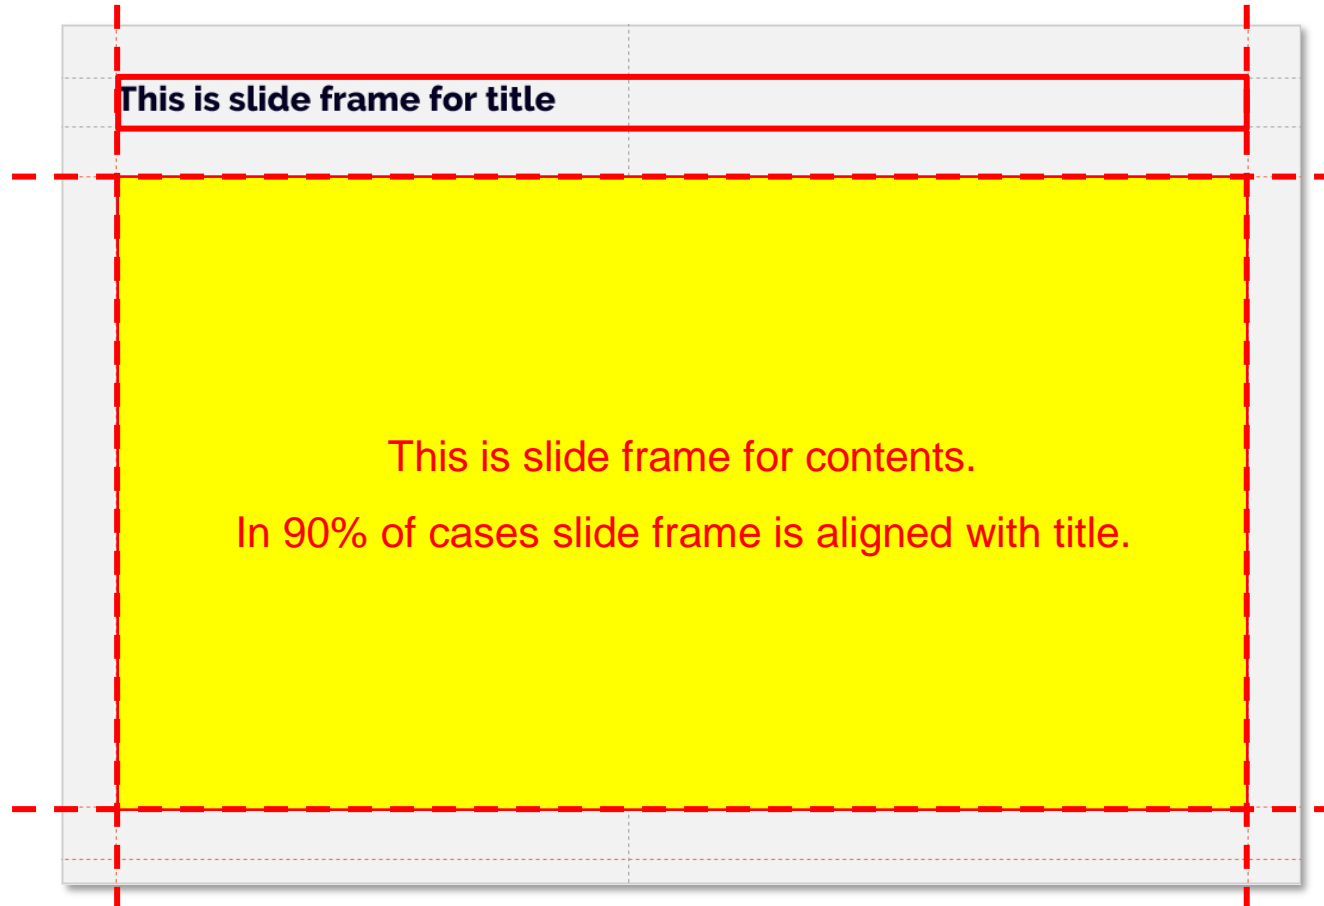 This is slide frame for title
This is slide frame for contents.
In 90% of cases slide frame is aligned with title.